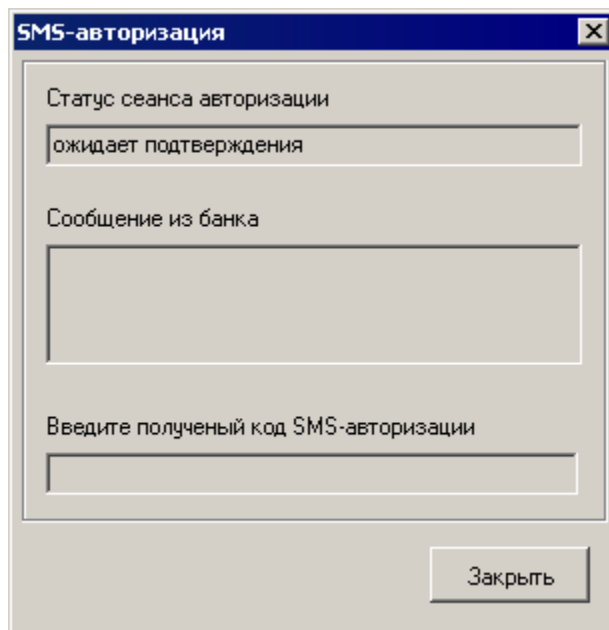 SMS-авторизация
Статус сеанса авторизации
ожидает подтверждения
Сообщение из банка
Введите полученый код SMS-авторизации
Закрыть